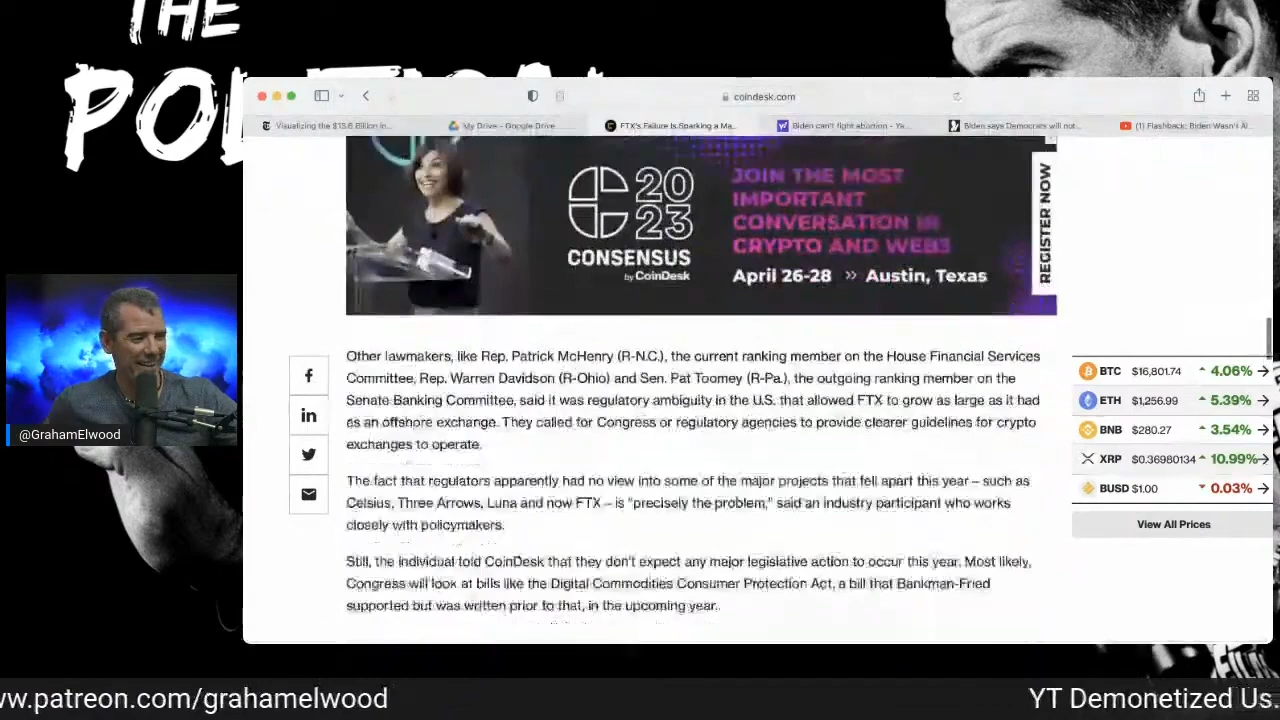 THE
coindesk.com
Visualizing the $15.6 Billion in...
My Drive - Google Drive
FTX's Failure Is Sparking a Ma...
Biden can't fight abortion - Ya...
Biden says Democrats will not...
(1) Flashback: Biden Wasn't Al...
2023
CONSENSUS
by CoinDesk
JOIN THE MOST
IMPORTANT
CONVERSATION IN
CRYPTO AND WEB3
April 26-28 » Austin, Texas
REGISTER NOW
Other lawmakers, like Rep. Patrick McHenry (R-N.C.), the current ranking member on the House Financial Services
Committee, Rep. Warren Davidson (R-Ohio) and Sen. Pat Toomey (R-Pa.), the outgoing ranking member on the
Senate Banking Committee, said it was regulatory ambiguity in the U.S. that allowed FTX to grow as large as it had
as an offshore exchange. They called for Congress or regulatory agencies to provide clearer guidelines for crypto
exchanges to operate.
The fact that regulators apparently had no view into some of the major projects that fell apart this year – such as
Celsius, Three Arrows, Luna and now FTX – is "precisely the problem," said an industry participant who works
closely with policymakers.
Still, the individual told CoinDesk that they don't expect any major legislative action to occur this year. Most likely,
Congress will look at bills like the Digital Commodities Consumer Protection Act, a bill that Bankman-Fried
supported but was written prior to that, in the upcoming year.
BTC $16,801.74 4.06%
ETH $1,256.99 5.39%
BNB $280.27 3.54%
XRP $0.36980134 10.99%
BUSD $1.00 0.03%
View All Prices
@GrahamElwood
ww.patreon.com/grahamelwood
YT Demonetized Us.